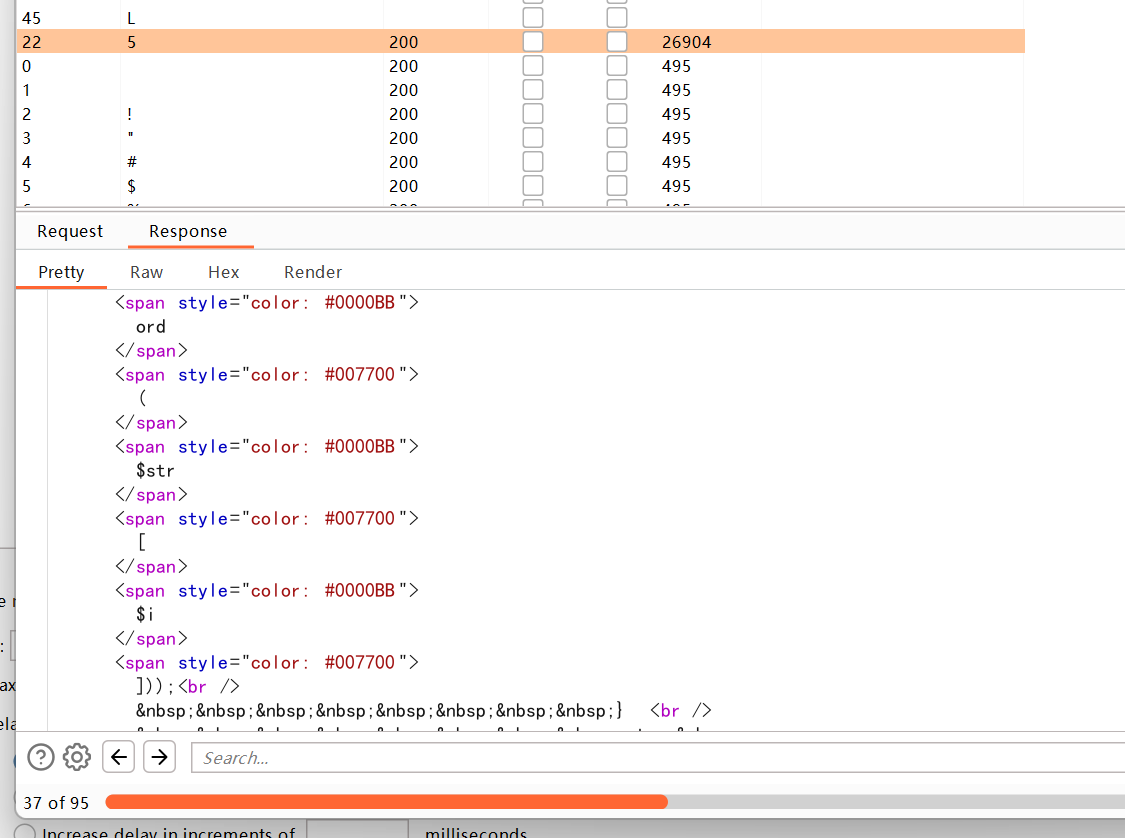 45 L
22 5 200 26904
0 200 495
1 200 495
2 ! 200 495
3 " 200 495
4 # 200 495
5 $ 200 495
Request Response
Pretty Raw Hex Render
<span style="color: #0000BB">
ord
</span>
<span style="color: #007700">
(
</span>
<span style="color: #0000BB">
$str
</span>
<span style="color: #007700">
[
</span>
<span style="color: #0000BB">
$i
</span>
<span style="color: #007700">
]));<br />
&nbsp;&nbsp;&nbsp;&nbsp;&nbsp;&nbsp;&nbsp;&nbsp;} <br />
Search...
37 of 95
Increase delay in increments of milliseconds